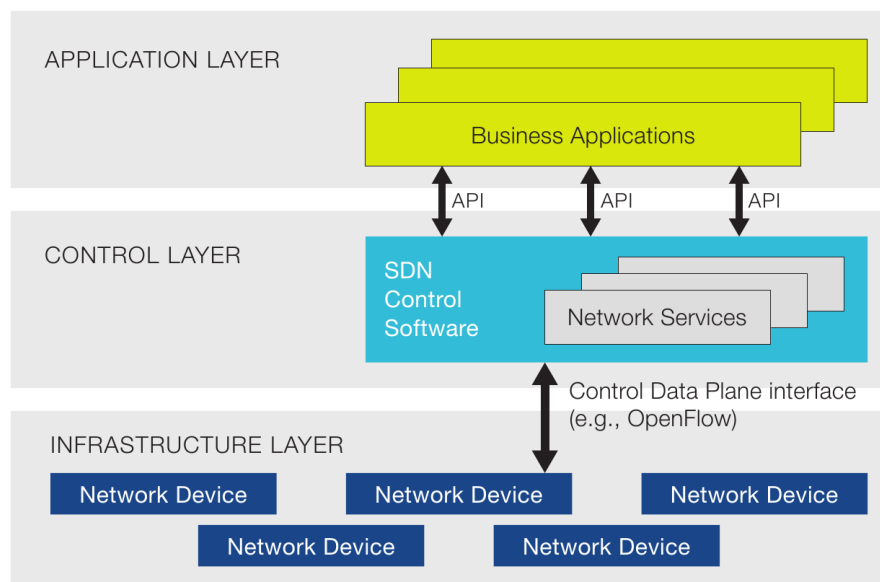 APPLICATION LAYER
Business Applications
API
API
API
CONTROL LAYER
SDN
Control
Software
Network Services
Control Data Plane interface
(e.g., OpenFlow)
INFRASTRUCTURE LAYER
Network Device
Network Device
Network Device
Network Device
Network Device